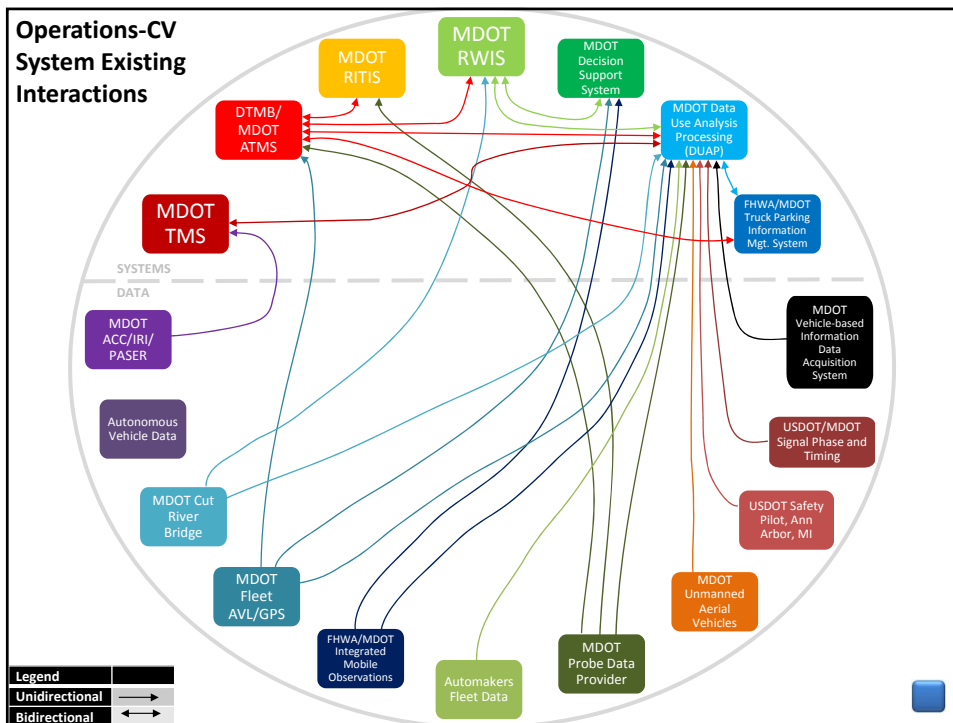 Operations-CV
System Existing
Interactions
MDOT
RITIS
MDOT
RWIS
MDOT
Decision
Support
System
DTMB/
MDOT
ATMS
MDOT Data
Use Analysis
Processing
(DUAP)
MDOT
TMS
FHWA/MDOT
Truck Parking
Information
Mgt. System
SYSTEMS
DATA
MDOT
ACC/IRI/
PASER
MDOT
Vehicle-based
Information
Data
Acquisition
System
Autonomous
Vehicle Data
USDOT/MDOT
Signal Phase and
Timing
MDOT Cut
River
Bridge
USDOT Safety
Pilot, Ann
Arbor, MI
MDOT
Fleet
AVL/GPS
MDOT
Unmanned
Aerial
Vehicles
FHWA/MDOT
Integrated
Mobile
Observations
Automakers
Fleet Data
MDOT
Probe Data
Provider
Legend
Unidirectional
Bidirectional